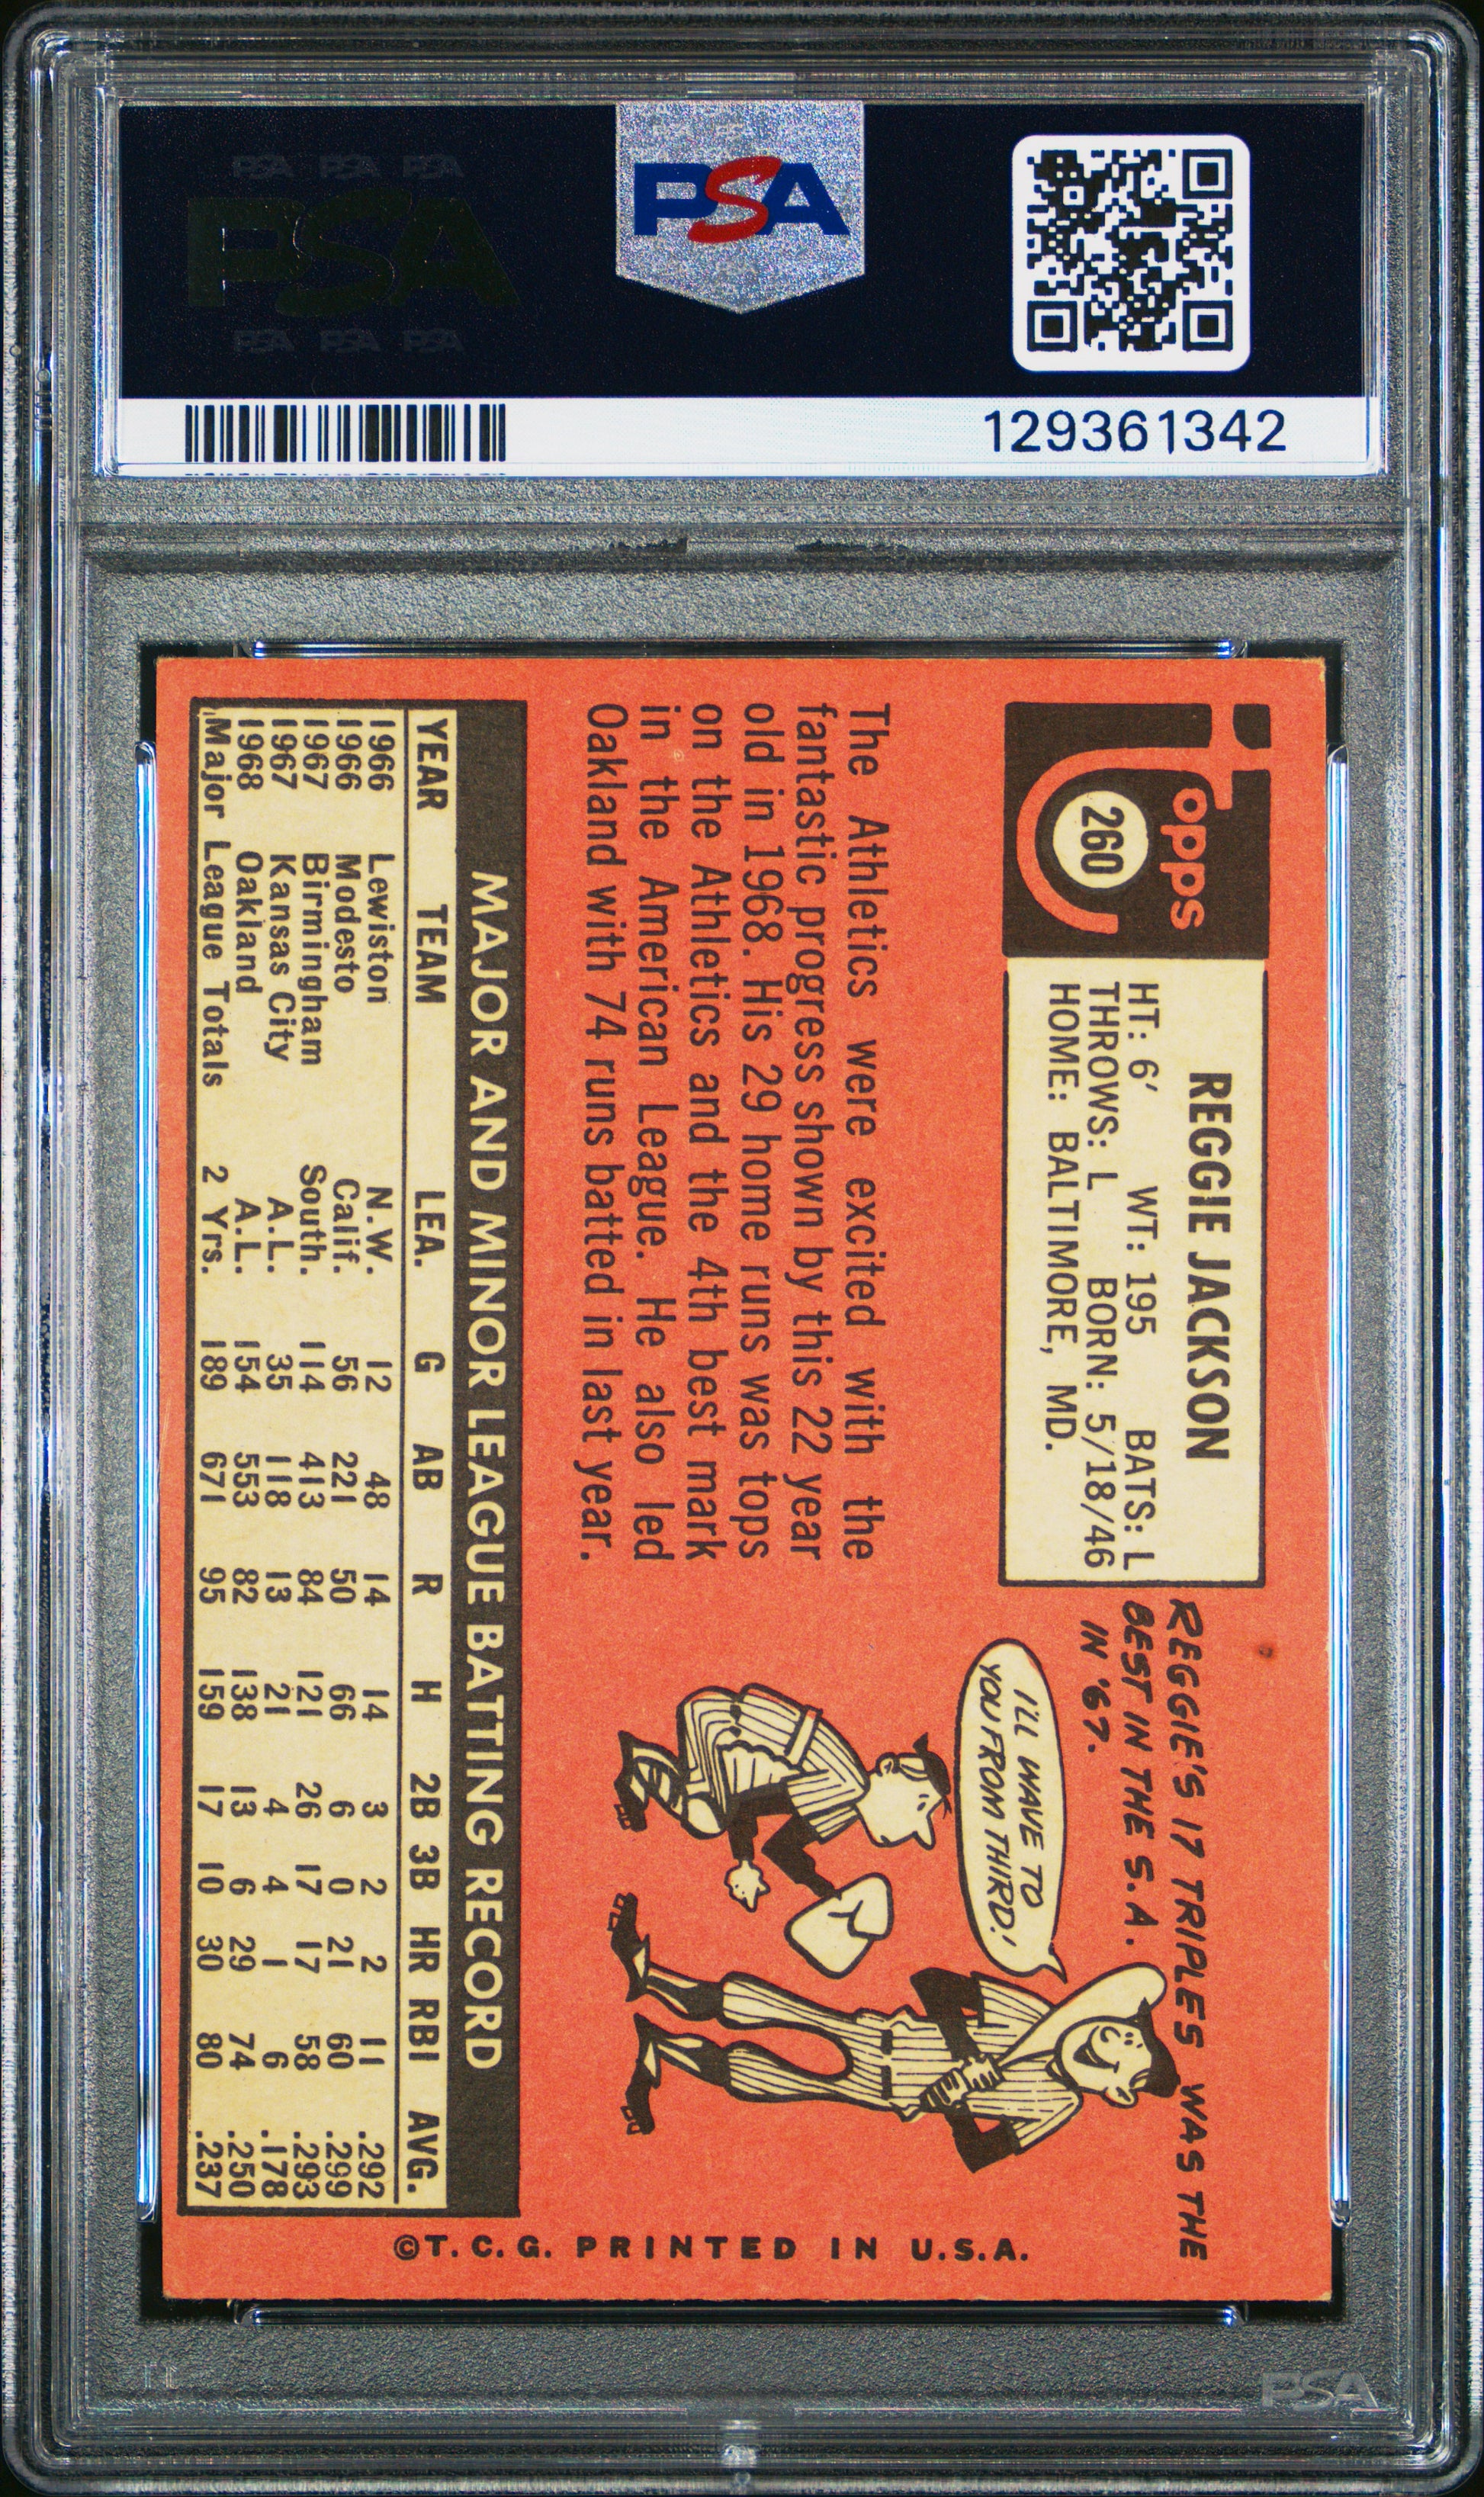 PSA PSA PSA
PSA
PSA PSA PSA
PSA
129361342
Topps
260
REGGIE JACKSON
HT: 6' WT: 195 BATS: L
THROWS: L BORN: 5/18/46
HOME: BALTIMORE, MD.
REGGIE'S 17 TRIPLES WAS THE
BEST IN THE S.A.
IN '67.
I'LL WAVE TO
YOU FROM THIRD!
The Athletics were excited with the
fantastic progress shown by this 22 year
old in 1968. His 29 home runs was tops
on the Athletics and the 4th best mark
in the American League. He also led
Oakland with 74 runs batted in last year.
MAJOR AND MINOR LEAGUE BATTING RECORD
YEAR TEAM LEA. G AB R H 2B 3B HR RBI AVG.
1966 Lewiston N.W. 12 48 14 14 3 2 2 11 .292
1966 Modesto Calif. 56 221 50 66 6 0 21 60 .299
1967 Birmingham South. 114 413 84 121 26 17 17 58 .293
1967 Kansas City A.L. 35 118 13 21 4 4 1 6 .178
1968 Oakland A.L. 154 553 82 138 13 6 29 74 .250
Major League Totals 2 Yrs. 189 671 95 159 17 10 30 80 .237
©T.C.G. PRINTED IN U.S.A.
PSA